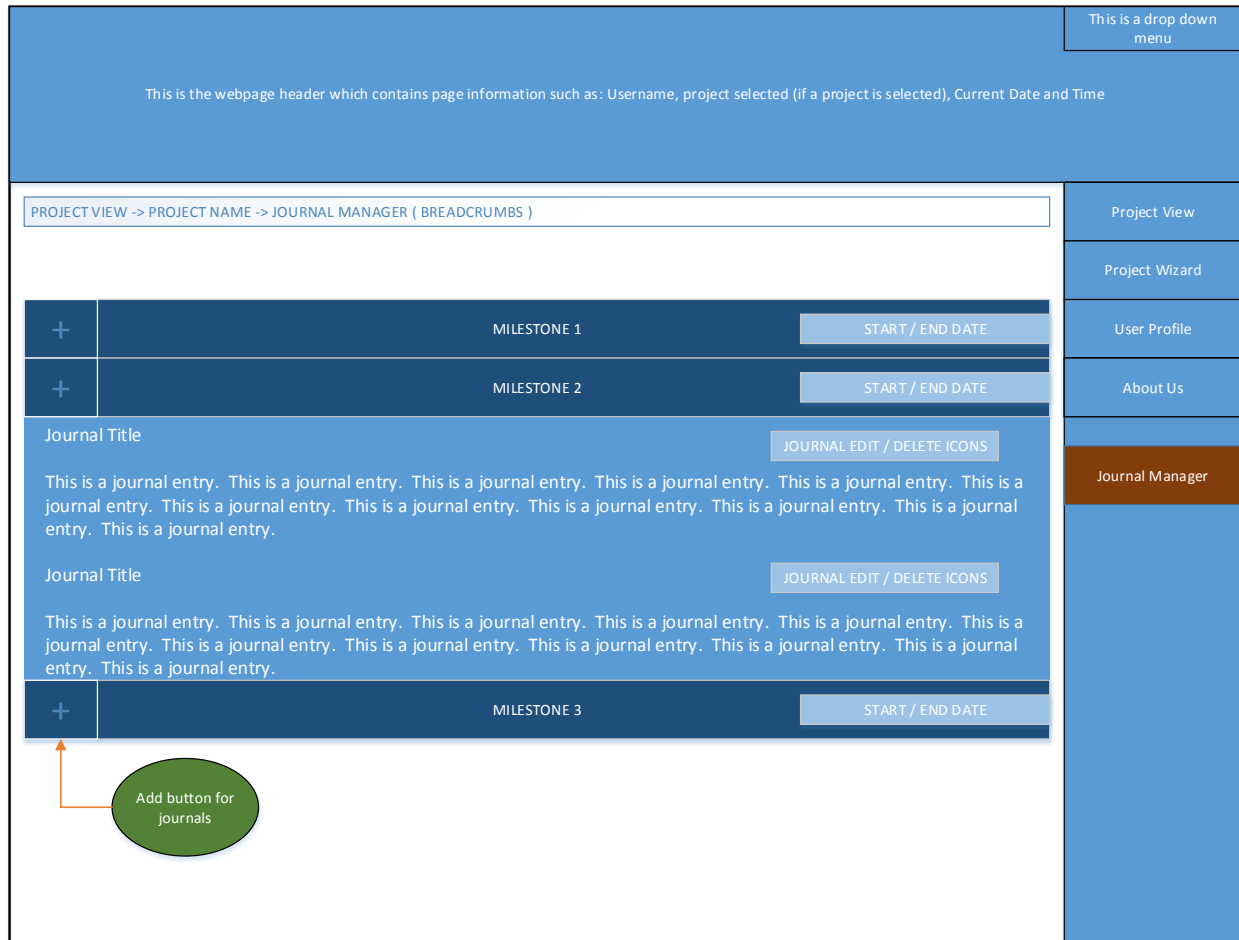 This is a drop down
menu
This is the webpage header which contains page information such as: Username, project selected (if a project is selected), Current Date and Time
PROJECT VIEW -> PROJECT NAME -> JOURNAL MANAGER ( BREADCRUMBS )
Project View
Project Wizard
+
MILESTONE 1
START / END DATE
User Profile
+
MILESTONE 2
START / END DATE
About Us
Journal Title
JOURNAL EDIT / DELETE ICONS
This is a journal entry. This is a journal entry. This is a journal entry. This is a journal entry. This is a journal entry. This is a
journal entry. This is a journal entry. This is a journal entry. This is a journal entry. This is a journal entry. This is a journal
entry. This is a journal entry.
Journal Manager
Journal Title
JOURNAL EDIT / DELETE ICONS
This is a journal entry. This is a journal entry. This is a journal entry. This is a journal entry. This is a journal entry. This is a
journal entry. This is a journal entry. This is a journal entry. This is a journal entry. This is a journal entry. This is a journal
entry. This is a journal entry.
+
MILESTONE 3
START / END DATE
Add button for
journals